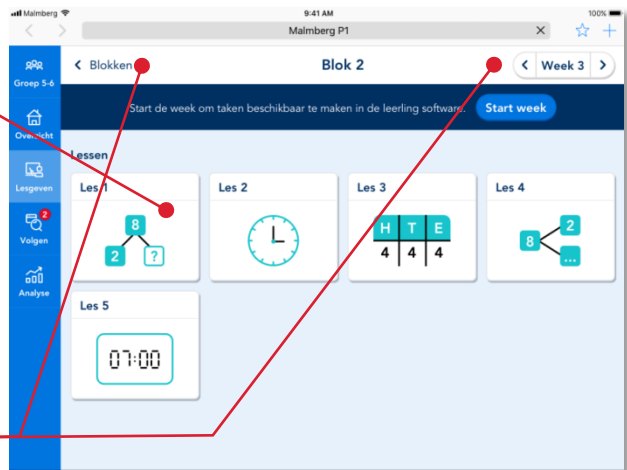 Malmberg 9:41 AM 100%
Malmberg P1
Groep 5-6
Overzicht
Lesgeven
2
Volgen
Analyse
Blokken Blok 2 Week 3
Start de week om taken beschikbaar te maken in de leerling software. Start week
Lessen
Les 1
8
2 ?
Les 2
Les 3
H T E
4 4 4
Les 4
2
8
...
Les 5
07:00